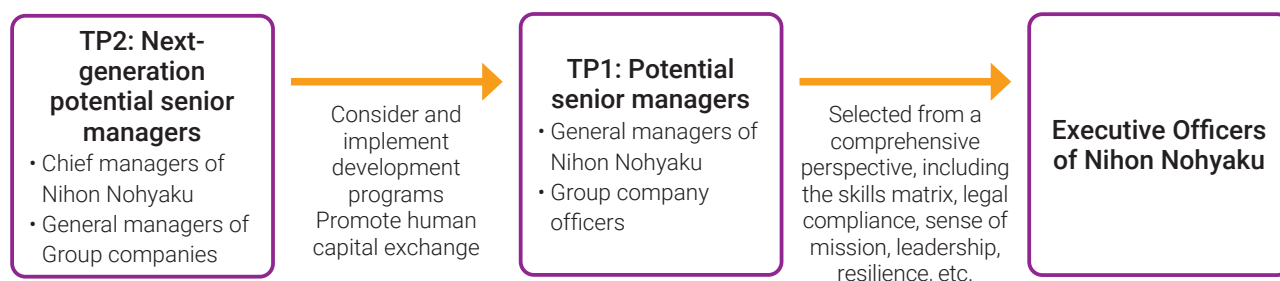 TP2: Next-
generation
potential senior
managers
・Chief managers of
Nihon Nohyaku
・General managers of
Group companies
Consider and
implement
development
programs
Promote human
capital exchange
TP1: Potential
senior managers
・General managers of
Nihon Nohyaku
・Group company
officers
Selected from a
comprehensive
perspective, including
the skills matrix, legal
compliance, sense of
mission, leadership,
resilience, etc.
Executive Officers
of Nihon Nohyaku